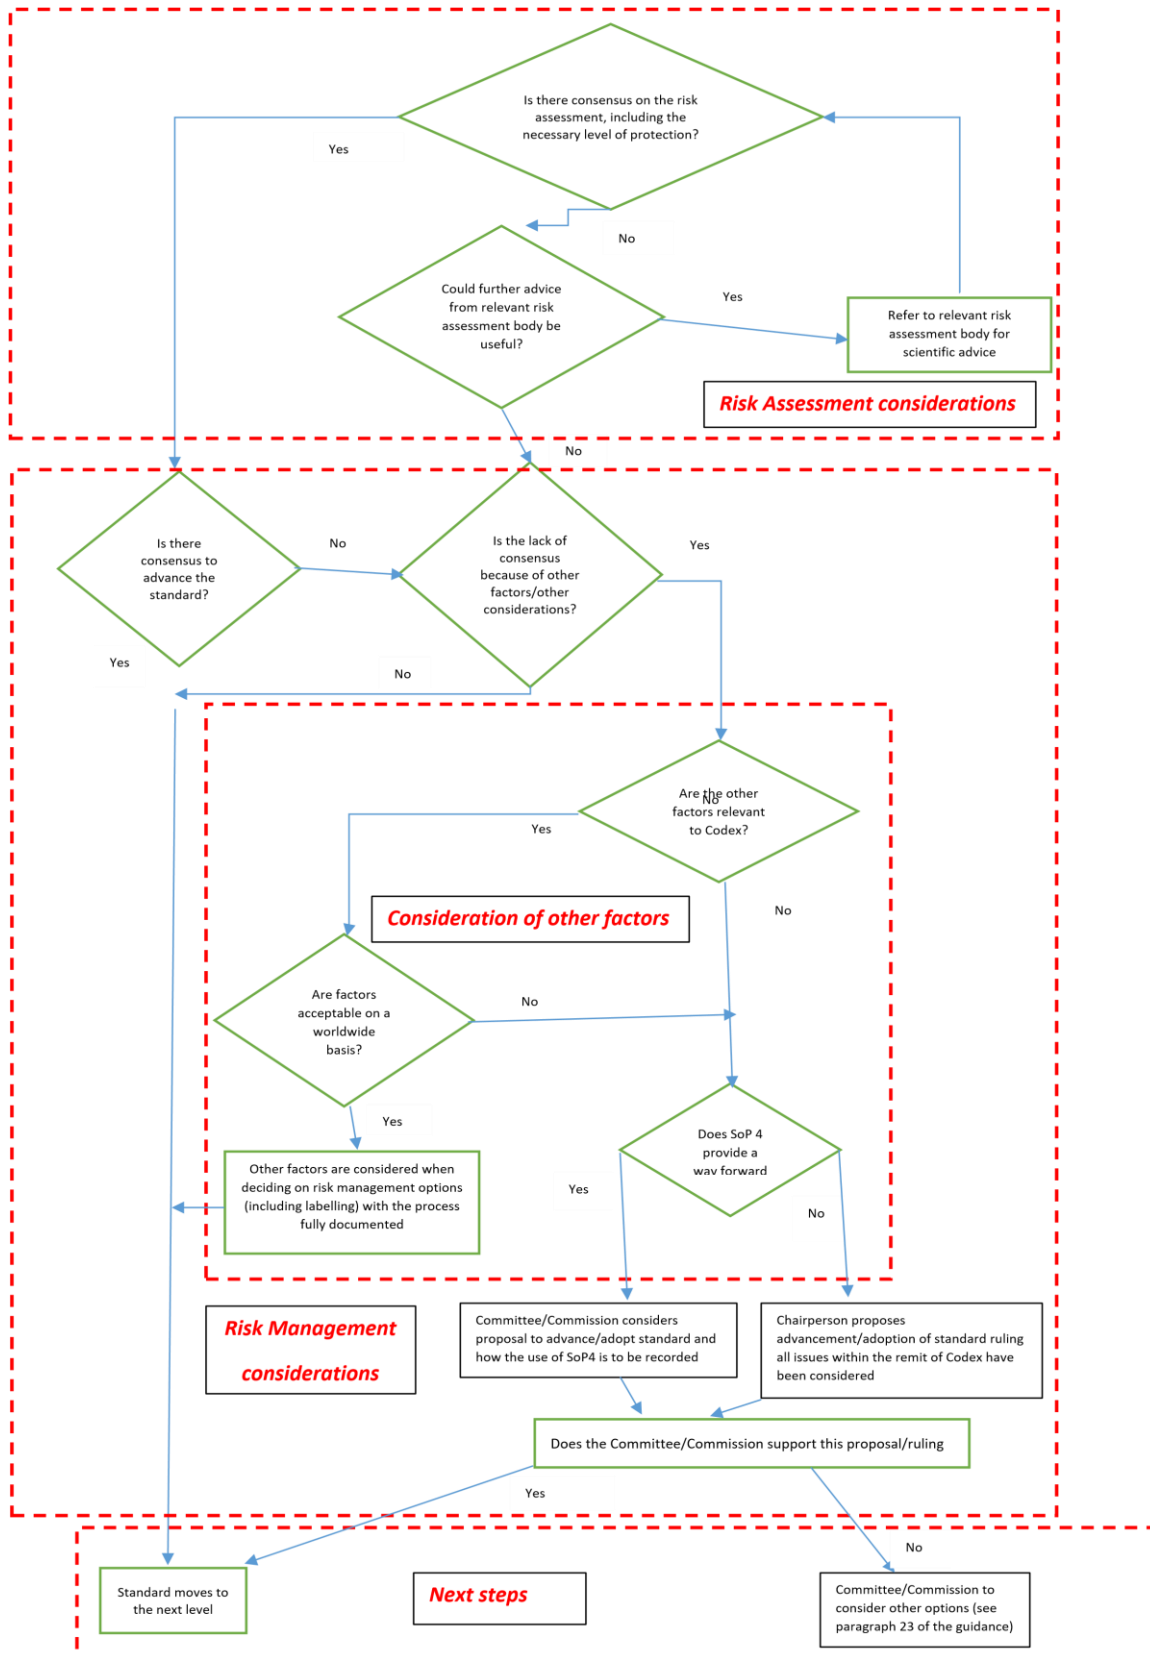 Is there consensus on the risk
assessment, including the
necessary level of protection?
Yes
No
Could further advice
from relevant risk
assessment body be
useful?
Yes
Refer to relevant risk
assessment body for
scientific advice
Risk Assessment considerations
No
Is there
consensus to
advance the
standard?
No
Is the lack of
consensus
because of other
factors/other
considerations?
Yes
Yes
No
Are the other
No
factors relevant
to Codex?
Yes
Consideration of other factors
No
Are factors
acceptable on a
worldwide
basis?
No
Yes
Other factors are considered when
deciding on risk management options
(including labelling) with the process
fully documented
Does SoP 4
provide a
way forward
Yes
No
Risk Management
considerations
Committee/Commission considers
proposal to advance/adopt standard and
how the use of SoP4 is to be recorded
Chairperson proposes
advancement/adoption of standard ruling
all issues within the remit of Codex have
been considered
Does the Committee/Commission support this proposal/ruling
Yes
No
Standard moves to
the next level
Next steps
Committee/Commission to
consider other options (see
paragraph 23 of the guidance)